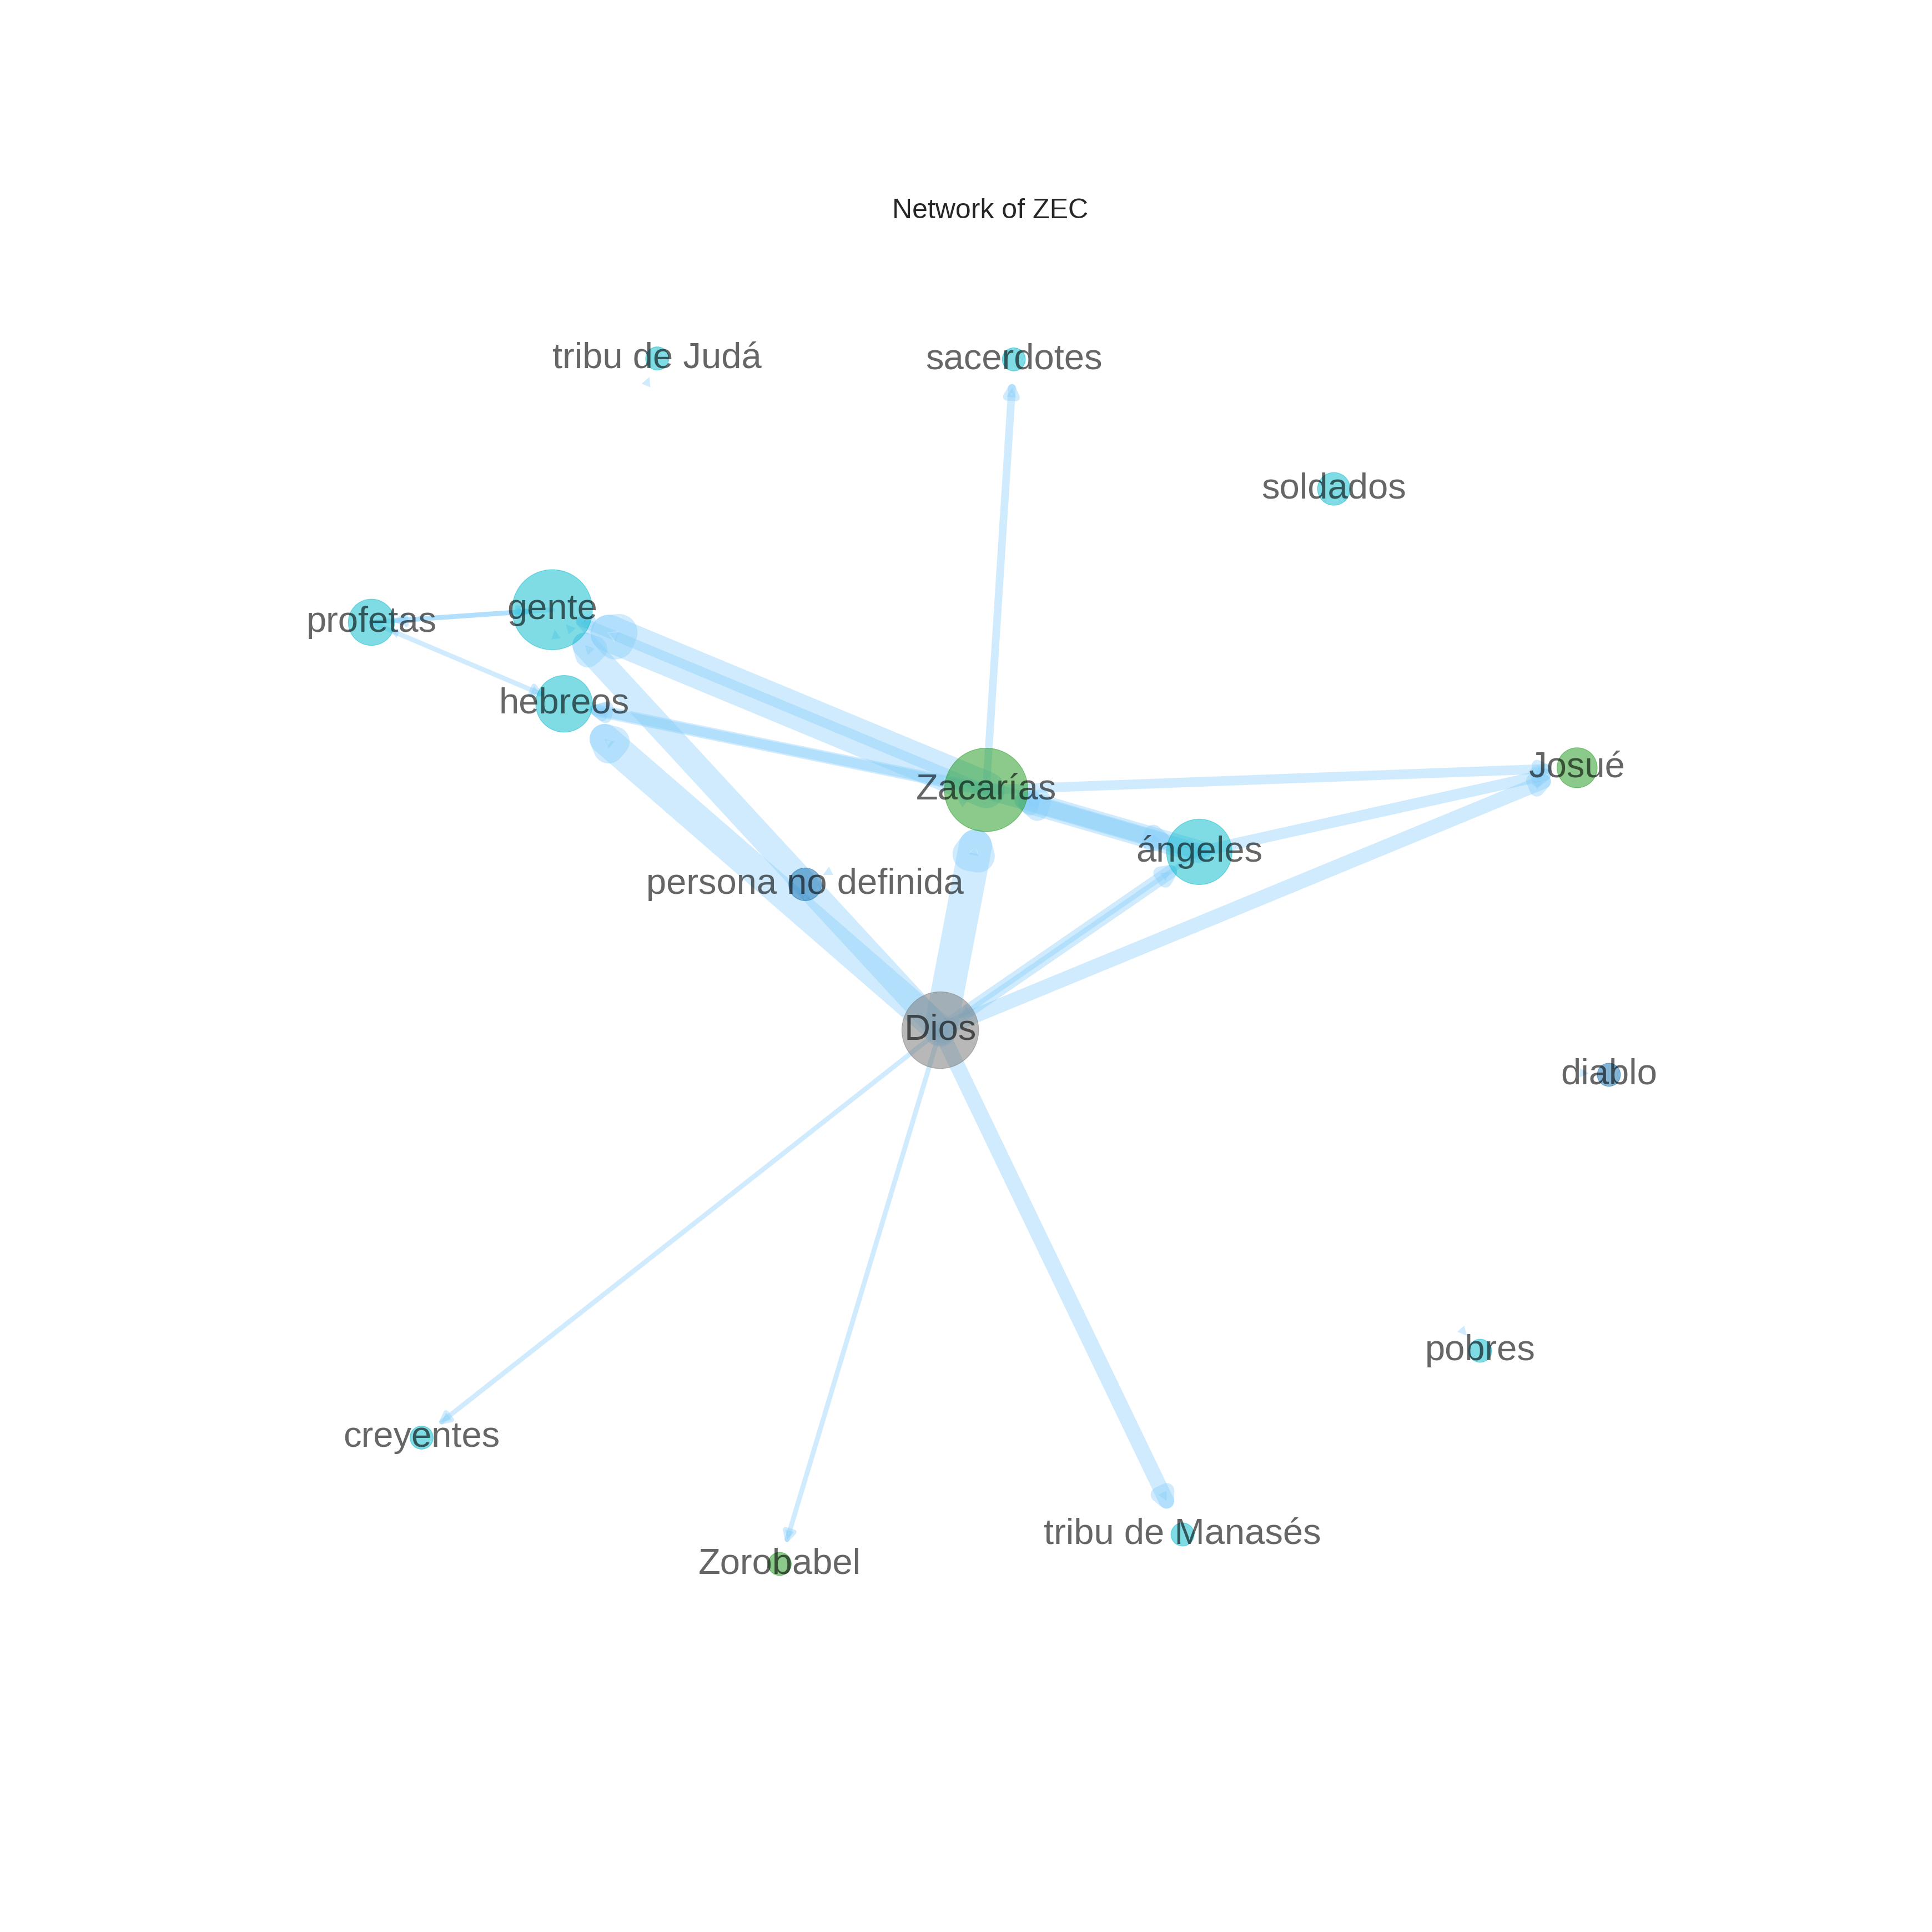 Network of ZEC
tribu de Judá
sacerdotes
soldados
gente
profetas
hebreos
Josué
Zacarías
ángeles
persona no definida
Dios
diablo
pobres
creyentes
tribu de Manasés
Zorobabel